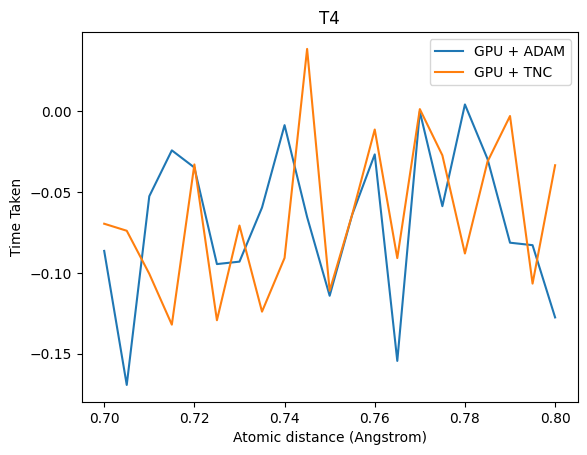 T4
GPU + ADAM
GPU + TNC
Time Taken
0.00
−0.05
−0.10
−0.15
0.70
0.72
0.74
0.76
0.78
0.80
Atomic distance (Angstrom)